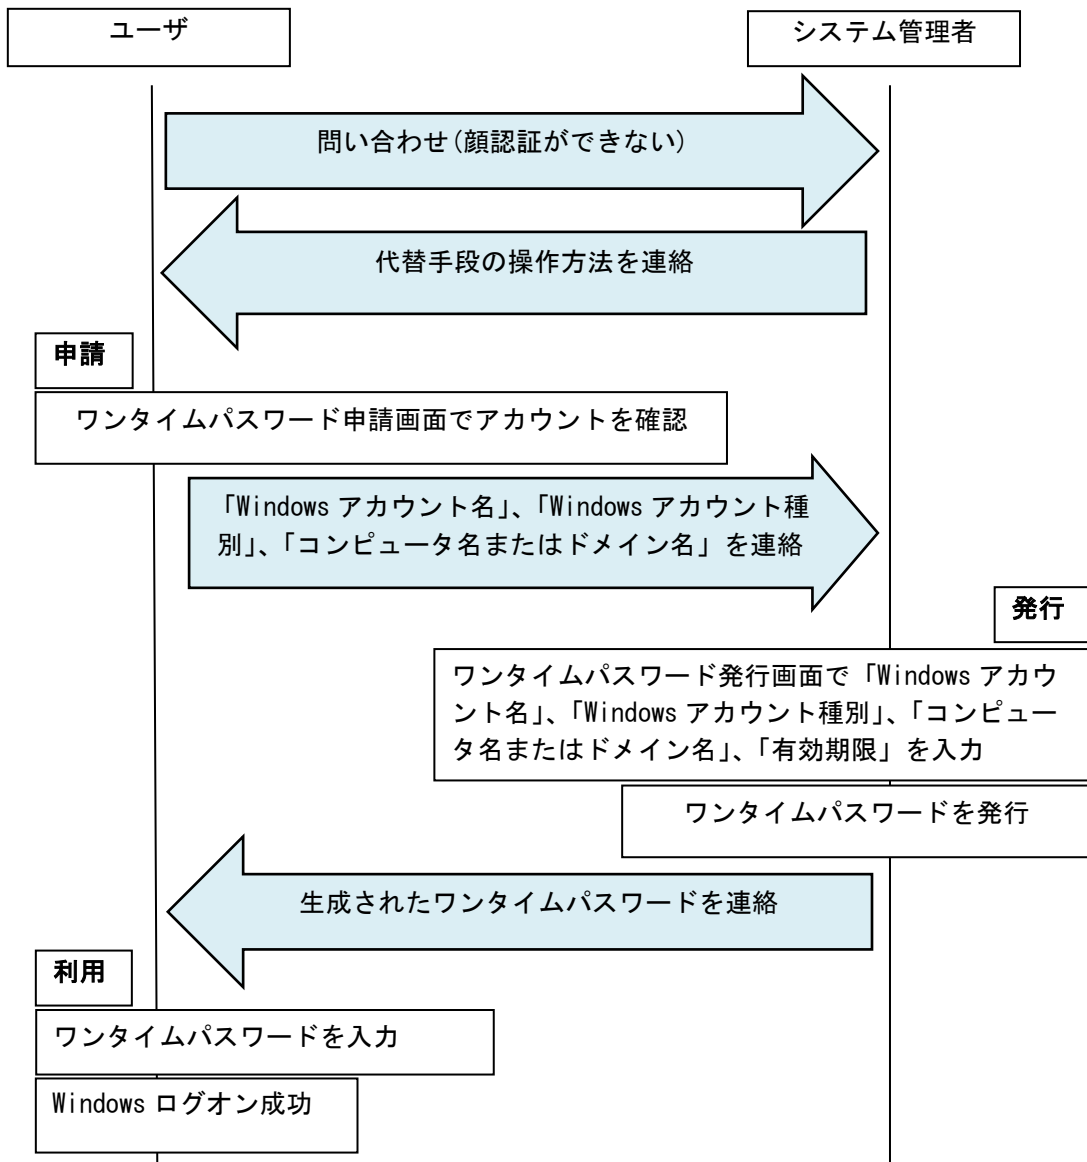 ユーザ
システム管理者
問い合わせ(顔認証ができない)
代替手段の操作方法を連絡
申請
ワンタイムパスワード申請画面でアカウントを確認
「Windows アカウント名」、「Windows アカウント種
別」、「コンピュータ名またはドメイン名」を連絡
発行
ワンタイムパスワード発行画面で「Windows アカウ
ント名」、「Windows アカウント種別」、「コンピュー
タ名またはドメイン名」、「有効期限」を入力
ワンタイムパスワードを発行
生成されたワンタイムパスワードを連絡
利用
ワンタイムパスワードを入力
Windows ログオン成功